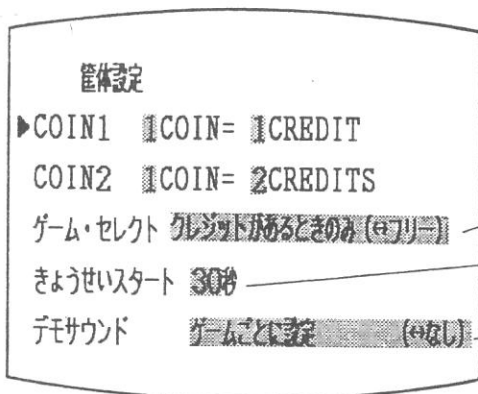 筐体設定
▶COIN1 1COIN= 1CREDIT
COIN2 1COIN= 2CREDITS
ゲーム・セレクト クレジットがあるときのみ (↔フリー)
きょうせいスタート 30秒
デモサウンド ゲームごとに設定 (↔なし)